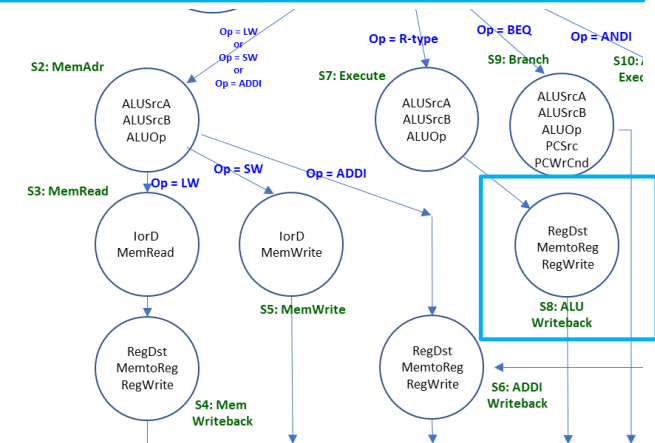 Op = LW
or
Op = SW
or
Op = ADDI
Op = R-type
Op = BEQ
Op = ANDI
S2: MemAdr
S7: Execute
S9: Branch
S10:
Exec
ALUSrcA
ALUSrcB
ALUOp
ALUSrcA
ALUSrcB
ALUOp
ALUSrcA
ALUSrcB
ALUOp
PCSrc
PCWrCnd
S3: MemRead
Op = LW
Op = SW
Op = ADDI
IorD
MemRead
IorD
MemWrite
RegDst
MemtoReg
RegWrite
S5: MemWrite
S8: ALU
Writeback
RegDst
MemtoReg
RegWrite
S4: Mem
Writeback
RegDst
MemtoReg
RegWrite
S6: ADDI
Writeback